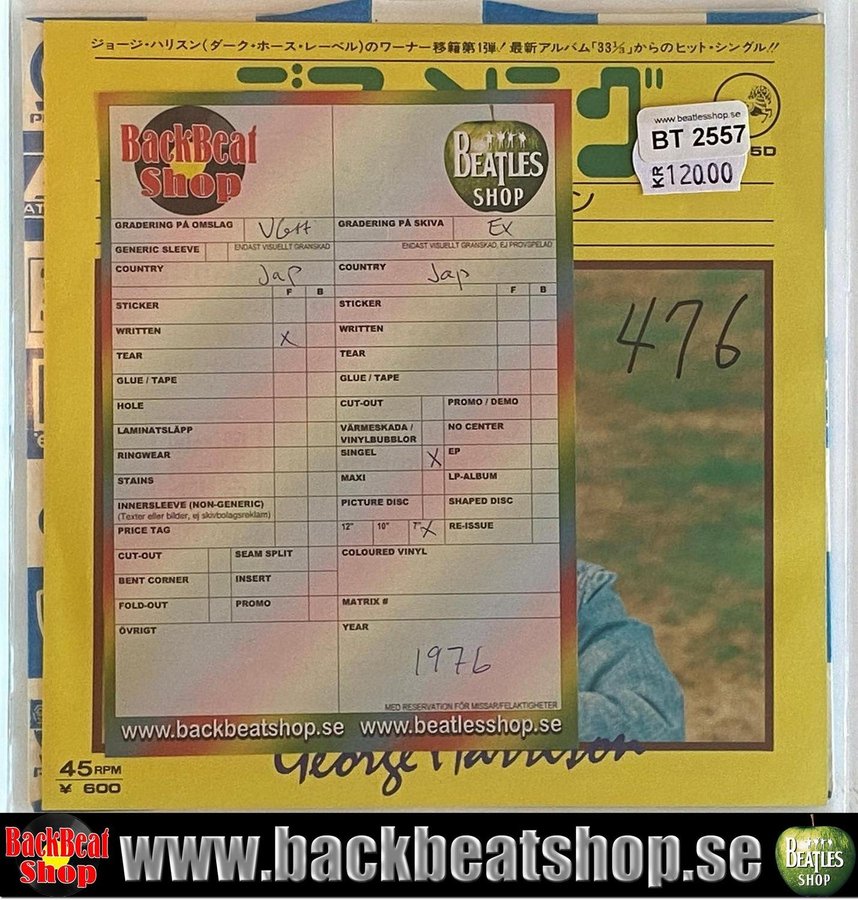 ジョージ・ハリスン(ダーク・ホース・レーベル)のワーナー移籍第1弾! 最新アルバム「33⅓」からのヒット・シングル!!
www.beatlesshop.se
BT 2557
KR 12000
BackBeat Shop
BEATLES SHOP
GRADERING PÅ OMSLAG VG++ GRADERING PÅ SKIVA Ex
GENERIC SLEEVE ENDAST VISUELLT GRANSKAD ENDAST VISUELLT GRANSKAD, EJ PROVSPELAD
COUNTRY Jap COUNTRY Jap
F B F B
STICKER STICKER
WRITTEN X WRITTEN
TEAR TEAR
GLUE / TAPE GLUE / TAPE
HOLE CUT-OUT PROMO / DEMO
LAMINATSLÄPP VÄRMESKADA / VINYLBUBBLOR NO CENTER
RINGWEAR SINGEL X EP
STAINS MAXI LP-ALBUM
INNERSLEEVE (NON-GENERIC) PICTURE DISC SHAPED DISC
(Texter eller bilder, ej skivbolagsreklam)
PRICE TAG 12" 10" 7" X RE-ISSUE
CUT-OUT SEAM SPLIT COLOURED VINYL
BENT CORNER INSERT
FOLD-OUT PROMO MATRIX #
ÖVRIGT YEAR
1976
MED RESERVATION FÖR MISSAR/FELAKTIGHETER
www.backbeatshop.se www.beatlesshop.se
476
George Harrison
45 RPM
¥ 600
BackBeat Shop
www.backbeatshop.se
BEATLES SHOP